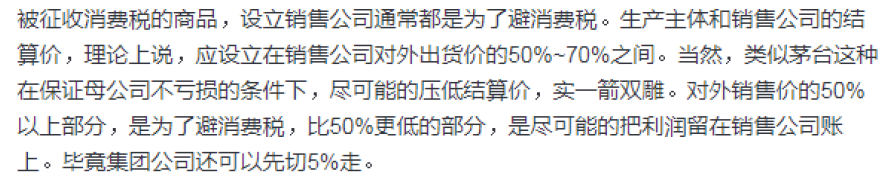 被征收消费税的商品，设立销售公司通常都是为了避消费税。生产主体和销售公司的结
算价，理论上说，应设立在销售公司对外出货价的50%~70%之间。当然，类似茅台这种
在保证母公司不亏损的条件下，尽可能的压低结算价，实一箭双雕。对外销售价的50%
以上部分，是为了避消费税，比50%更低的部分，是尽可能的把利润留在销售公司账
上。毕竟集团公司还可以先切5%走。